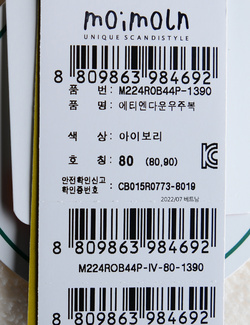 moimoln
UNIQUE SCANDISTYLE
8 809863 984692
품 번: M224ROB44P-1390
품 명: 에티엔다운우주복
색 상: 아이보리
호 칭: 80 (80,90)
안전확인신고
확인증번호 : CB015R0773-8019
2022/07 베트남
8 809863 984692
M224ROB44P-IV-80-1390
8 809863 984692